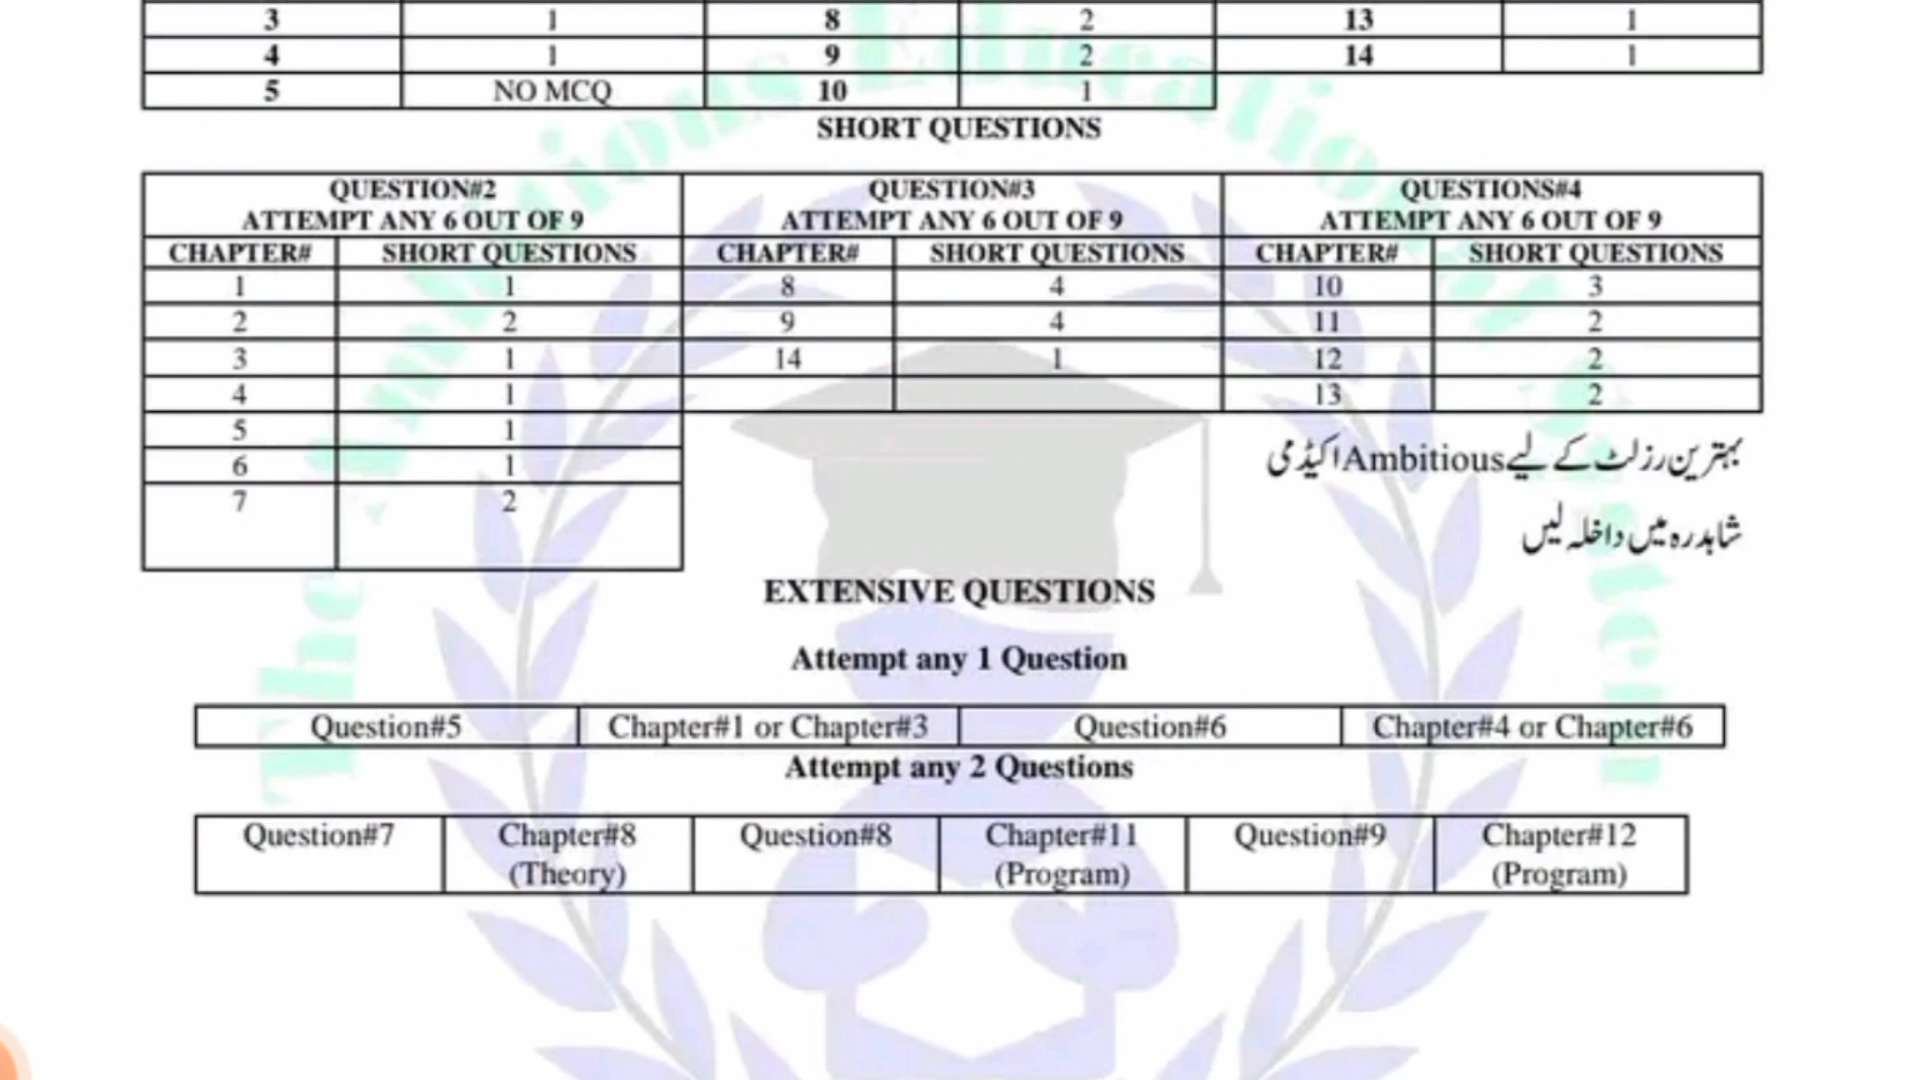 3 1 8 2 13 1
4 1 9 2 14 1
5 NO MCQ 10 1
SHORT QUESTIONS
QUESTION#2 QUESTION#3 QUESTIONS#4
ATTEMPT ANY 6 OUT OF 9 ATTEMPT ANY 6 OUT OF 9 ATTEMPT ANY 6 OUT OF 9
CHAPTER# SHORT QUESTIONS CHAPTER# SHORT QUESTIONS CHAPTER# SHORT QUESTIONS
1 1 8 4 10 3
2 2 9 4 11 2
3 1 14 1 12 2
4 1 13 2
5 1
6 1
7 2
بہترین رزلٹ کے لیے Ambitious اکیڈمی
شاہدرہ میں داخلہ لیں
EXTENSIVE QUESTIONS
Attempt any 1 Question
Question#5 Chapter#1 or Chapter#3 Question#6 Chapter#4 or Chapter#6
Attempt any 2 Questions
Question#7 Chapter#8 Question#8 Chapter#11 Question#9 Chapter#12
(Theory) (Program) (Program)